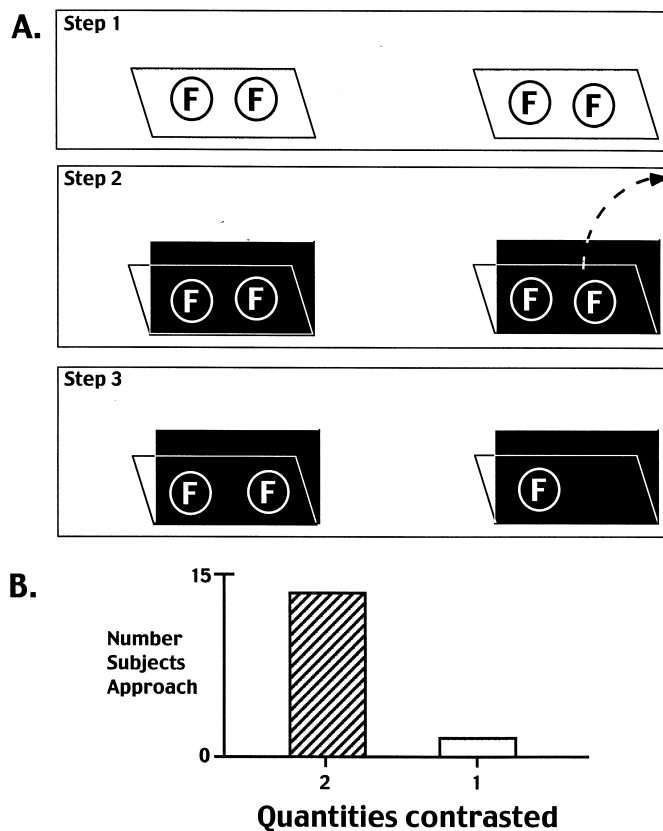 A.
Step 1
F F F F
Step 2
F F F F
Step 3
F F F
B.
15
Number
Subjects
Approach
0
2 1
Quantities contrasted